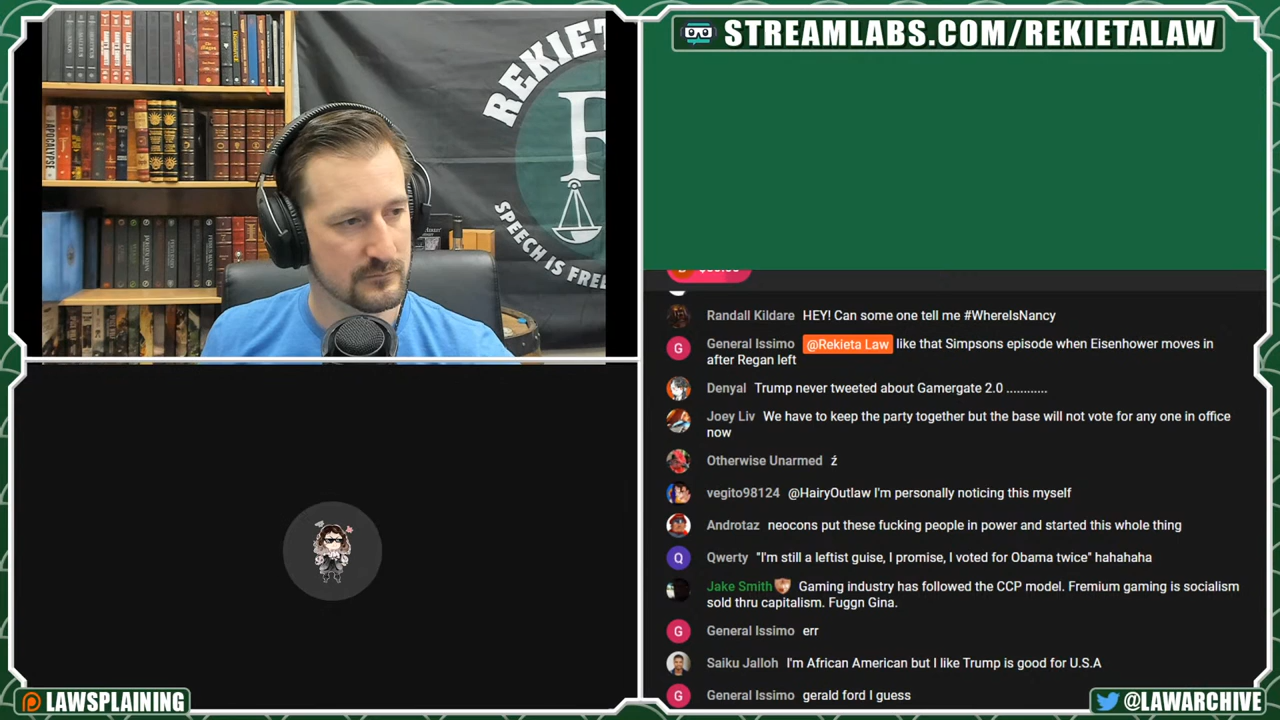 STREAMLABS.COM/REKIETALAW
REKIET
R
SPEECH IS FREE
APOCALYPSE
Randall Kildare HEY! Can some one tell me #WhereIsNancy
General Issimo @Rekieta Law like that Simpsons episode when Eisenhower moves in
after Regan left
Denyal Trump never tweeted about Gamergate 2.0 ............
Joey Liv We have to keep the party together but the base will not vote for any one in office
now
Otherwise Unarmed ź
vegito98124 @HairyOutlaw I'm personally noticing this myself
Androtaz neocons put these fucking people in power and started this whole thing
Q Qwerty "I'm still a leftist guise, I promise, I voted for Obama twice" hahahaha
Jake Smith Gaming industry has followed the CCP model. Fremium gaming is socialism
sold thru capitalism. Fuggn Gina.
G General Issimo err
Saiku Jalloh I'm African American but I like Trump is good for U.S.A
G General Issimo gerald ford I guess
LAWSPLAINING
@LAWARCHIVE